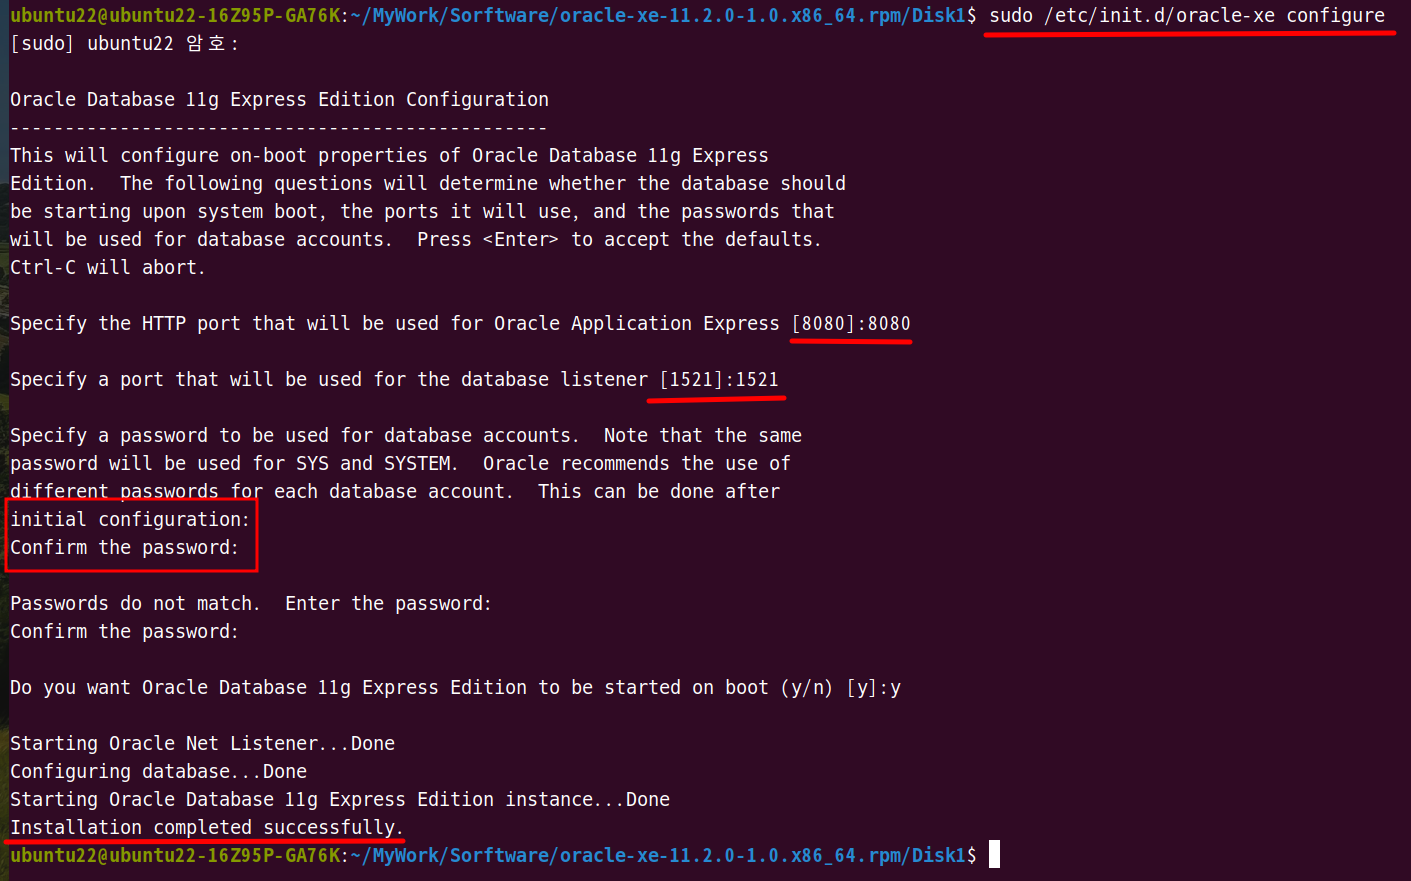 ubuntu22@ubuntu22-16Z95P-GA76K:~/MyWork/Sorftware/oracle-xe-11.2.0-1.0.x86_64.rpm/Disk1$ sudo /etc/init.d/oracle-xe configure
[sudo] ubuntu22 암호:
Oracle Database 11g Express Edition Configuration
-------------------------------------------------
This will configure on-boot properties of Oracle Database 11g Express
Edition.  The following questions will determine whether the database should
be starting upon system boot, the ports it will use, and the passwords that
will be used for database accounts.  Press <Enter> to accept the defaults.
Ctrl-C will abort.
Specify the HTTP port that will be used for Oracle Application Express [8080]:8080
Specify a port that will be used for the database listener [1521]:1521
Specify a password to be used for database accounts.  Note that the same
password will be used for SYS and SYSTEM.  Oracle recommends the use of
different passwords for each database account.  This can be done after
initial configuration:
Confirm the password:
Passwords do not match.  Enter the password:
Confirm the password:
Do you want Oracle Database 11g Express Edition to be started on boot (y/n) [y]:y
Starting Oracle Net Listener...Done
Configuring database...Done
Starting Oracle Database 11g Express Edition instance...Done
Installation completed successfully.
ubuntu22@ubuntu22-16Z95P-GA76K:~/MyWork/Sorftware/oracle-xe-11.2.0-1.0.x86_64.rpm/Disk1$